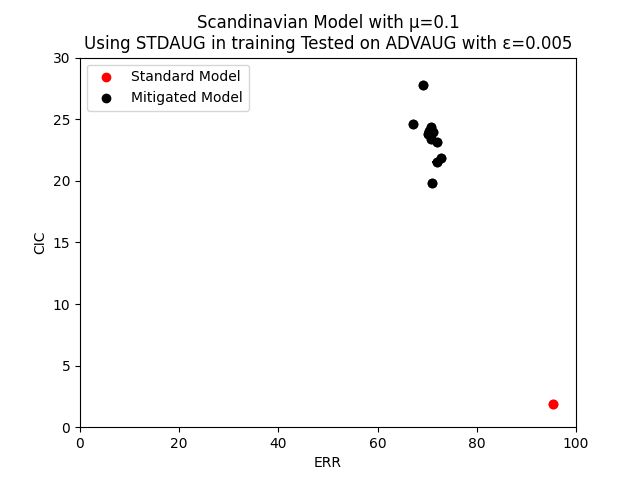 Scandinavian Model with μ=0.1
Using STDAUG in training Tested on ADVAUG with ε=0.005
Standard Model
Mitigated Model
30
25
20
15
10
5
0
CIC
0 20 40 60 80 100
ERR